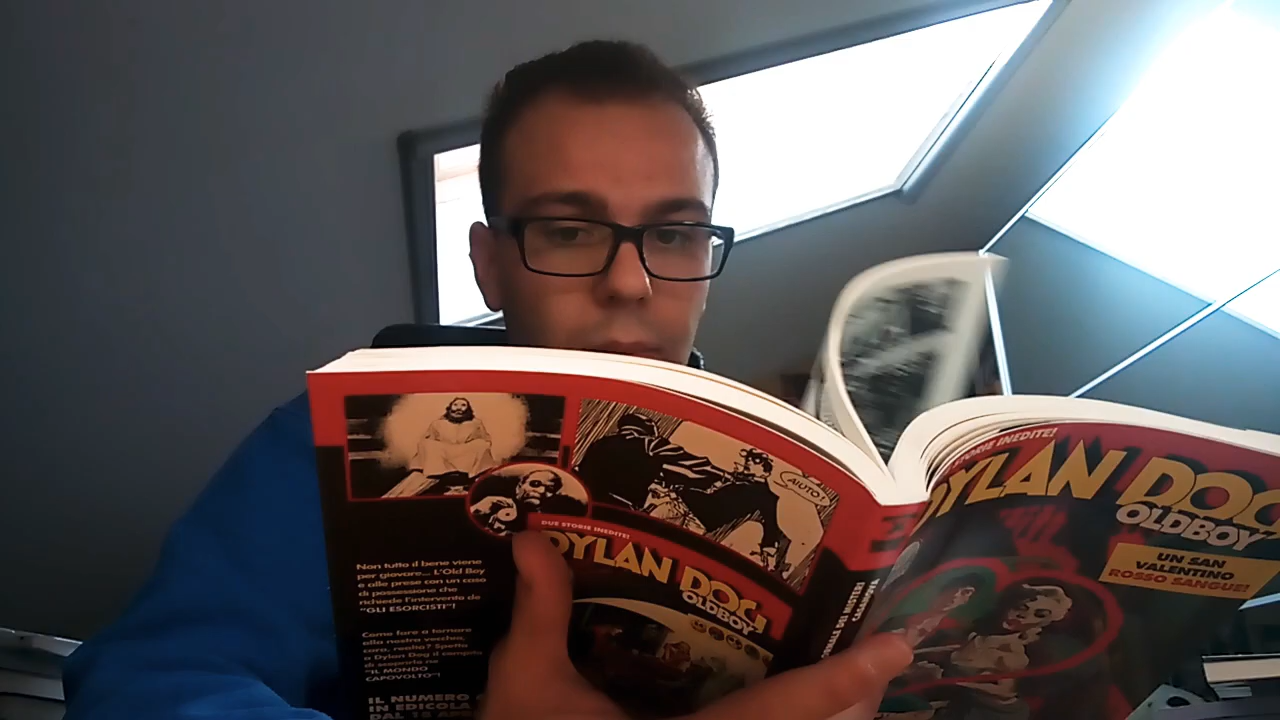 AIUTO!
DUE STORIE INEDITE!
DYLAN DOG
OLDBOY
Non tutto il bene viene
per giovare... L'Old Boy
è alle prese con un caso
di possessione che
richiede l'intervento de
"GLI ESORCISTI"!
Come fare a tornare
alla nostra vecchia,
cara, realtà? Spetta
a Dylan Dog il compito
di scoprirlo ne
"IL MONDO
CAPOVOLTO"!
IL NUMERO
IN EDICOLA
DAL
CASANOVA
STORIE INEDITE!
DYLAN DOG
OLDBOY
UN SAN
VALENTINO
ROSSO SANGUE!